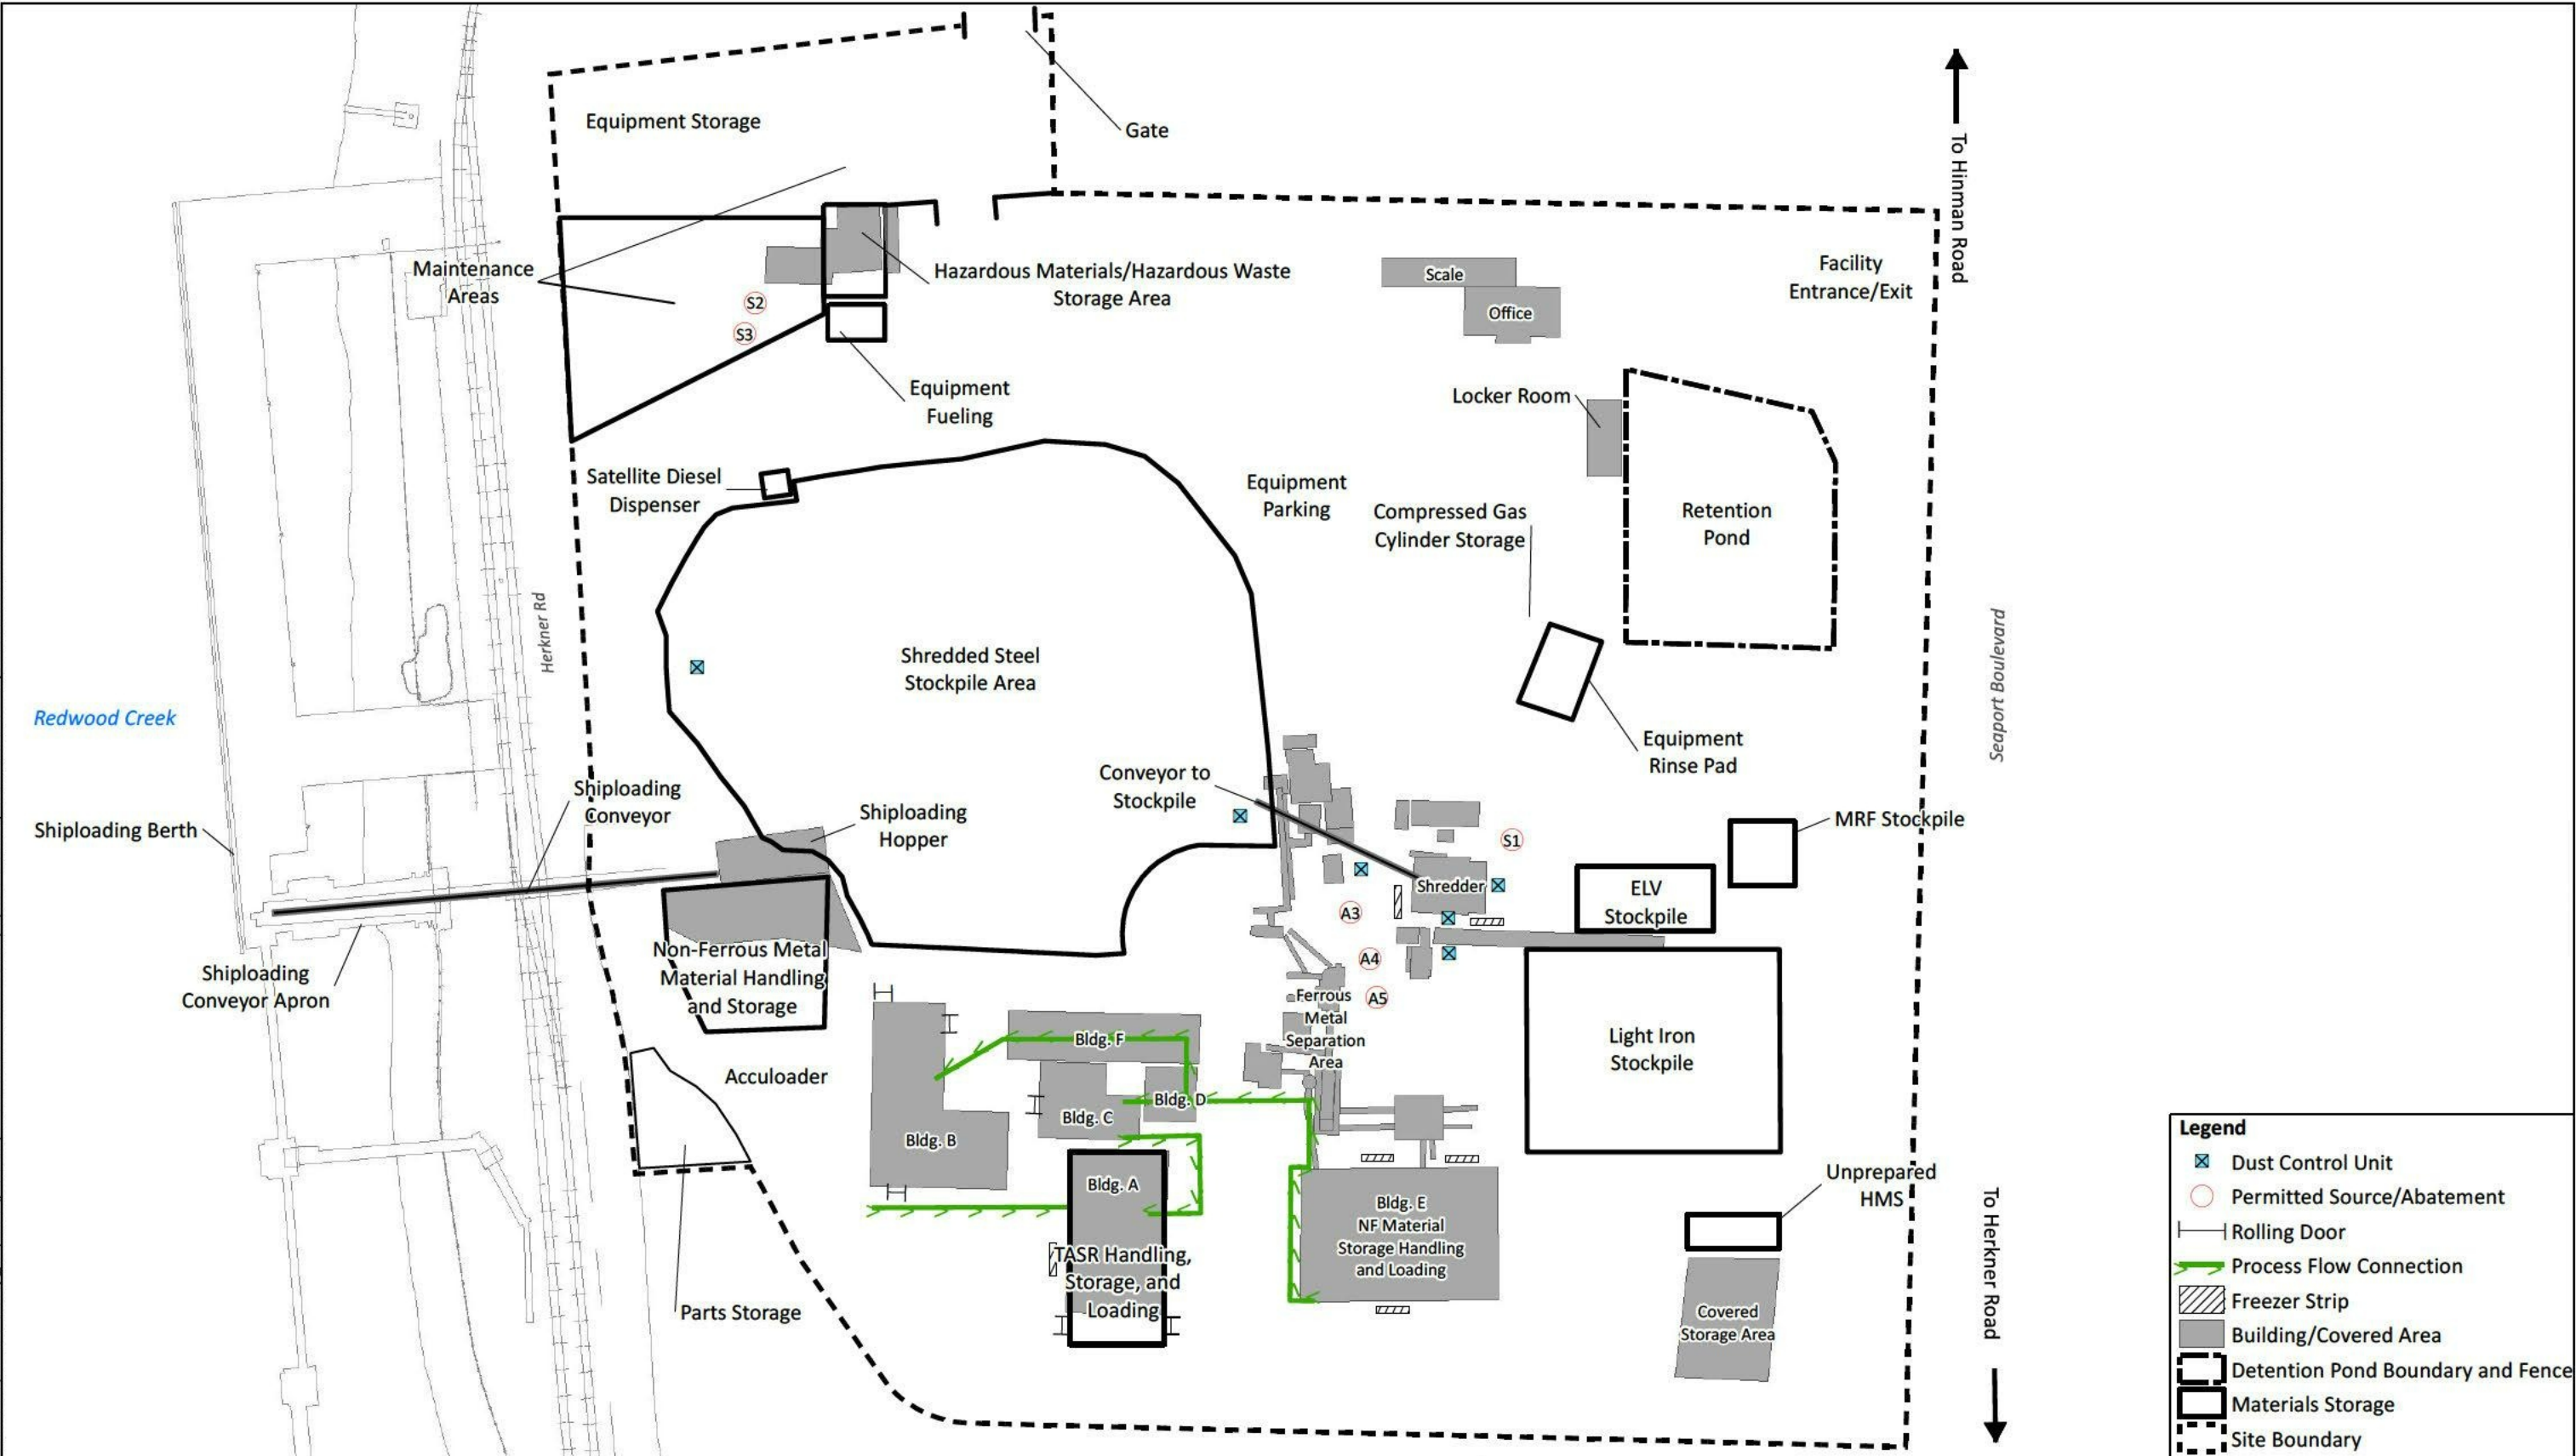 Equipment Storage
Gate
To Hinman Road
Maintenance
Areas
Hazardous Materials/Hazardous Waste
Storage Area
Scale
Office
Facility
Entrance/Exit
S2
S3
Equipment
Fueling
Locker Room
Satellite Diesel
Dispenser
Equipment
Parking
Compressed Gas
Cylinder Storage
Retention
Pond
Herkner Rd
Shredded Steel
Stockpile Area
Seaport Boulevard
Redwood Creek
Equipment
Rinse Pad
Conveyor to
Stockpile
Shiploading
Conveyor
Shiploading
Hopper
Shiploading Berth
MRF Stockpile
S1
Shredder
ELV
Stockpile
A3
A4
A5
Non-Ferrous Metal
Material Handling
and Storage
Shiploading
Conveyor Apron
Ferrous
Metal
Separation
Area
Light Iron
Stockpile
Bldg. F
Acculoader
Bldg. D
Bldg. C
Bldg. B
Bldg. A
TASR Handling,
Storage, and
Loading
Bldg. E
NF Material
Storage Handling
and Loading
Unprepared
HMS
Parts Storage
Covered
Storage Area
To Herkner Road
Legend
Dust Control Unit
Permitted Source/Abatement
Rolling Door
Process Flow Connection
Freezer Strip
Building/Covered Area
Detention Pond Boundary and Fence
Materials Storage
Site Boundary